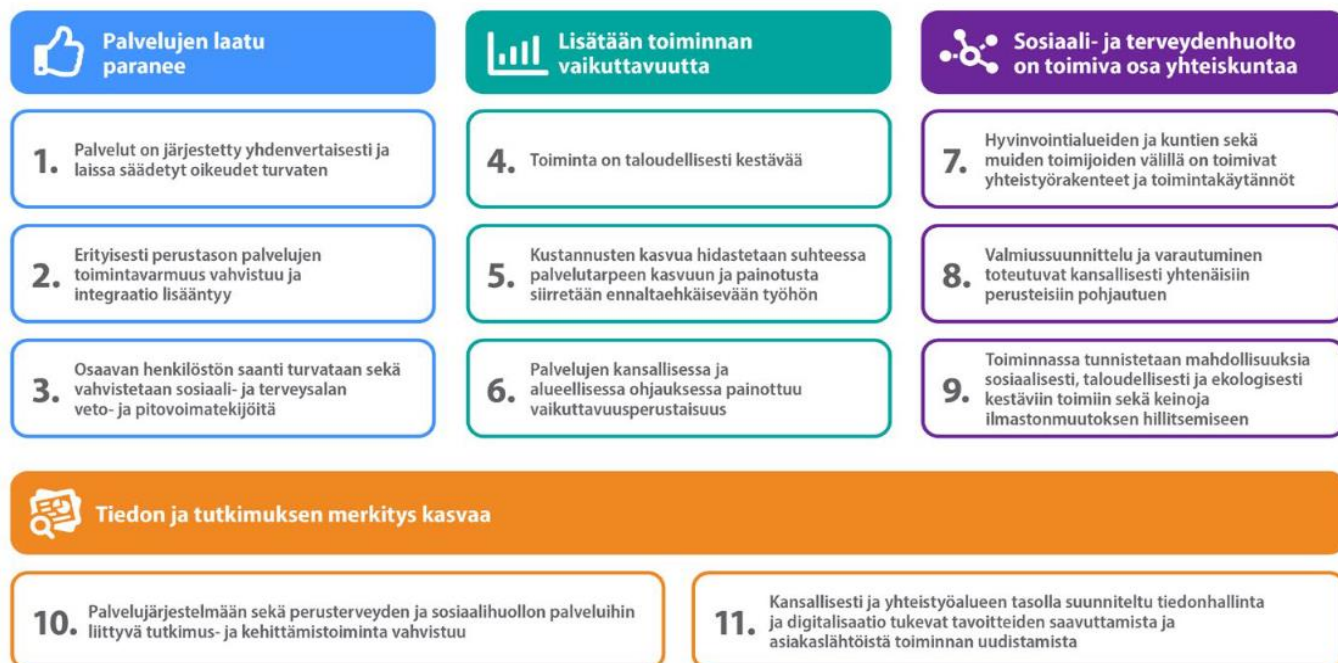 Palvelujen laatu
paranee
1. Palvelut on järjestetty yhdenvertaisesti ja
laissa säädetyt oikeudet turvaten
2. Erityisesti perustason palvelujen
toimintavarmuus vahvistuu ja
integraatio lisääntyy
3. Osaavan henkilöstön saanti turvataan sekä
vahvistetaan sosiaali- ja terveysalan
veto- ja pitovoimatekijöitä
Lisätään toiminnan
vaikuttavuutta
4. Toiminta on taloudellisesti kestävää
5. Kustannusten kasvua hidastetaan suhteessa
palvelutarpeen kasvuun ja painotusta
siirretään ennaltaehkäisevään työhön
6. Palvelujen kansallisessa ja
alueellisessa ohjauksessa painottuu
vaikuttavuusperustaisuus
Sosiaali- ja terveydenhuolto
on toimiva osa yhteiskuntaa
7. Hyvinvointialueiden ja kuntien sekä
muiden toimijoiden välillä on toimivat
yhteistyörakenteet ja toimintakäytännöt
8. Valmiussuunnittelu ja varautuminen
toteutuvat kansallisesti yhtenäisiin
perusteisiin pohjautuen
9. Toiminnassa tunnistetaan mahdollisuuksia
sosiaalisesti, taloudellisesti ja ekologisesti
kestäviin toimiin sekä keinoja
ilmastonmuutoksen hillitsemiseen
Tiedon ja tutkimuksen merkitys kasvaa
10. Palvelujärjestelmään sekä perusterveyden ja sosiaalihuollon palveluihin
liittyvä tutkimus- ja kehittämistoiminta vahvistuu
11. Kansallisesti ja yhteistyöalueen tasolla suunniteltu tiedonhallinta
ja digitalisaatio tukevat tavoitteiden saavuttamista ja
asiakaslähtöistä toiminnan uudistamista